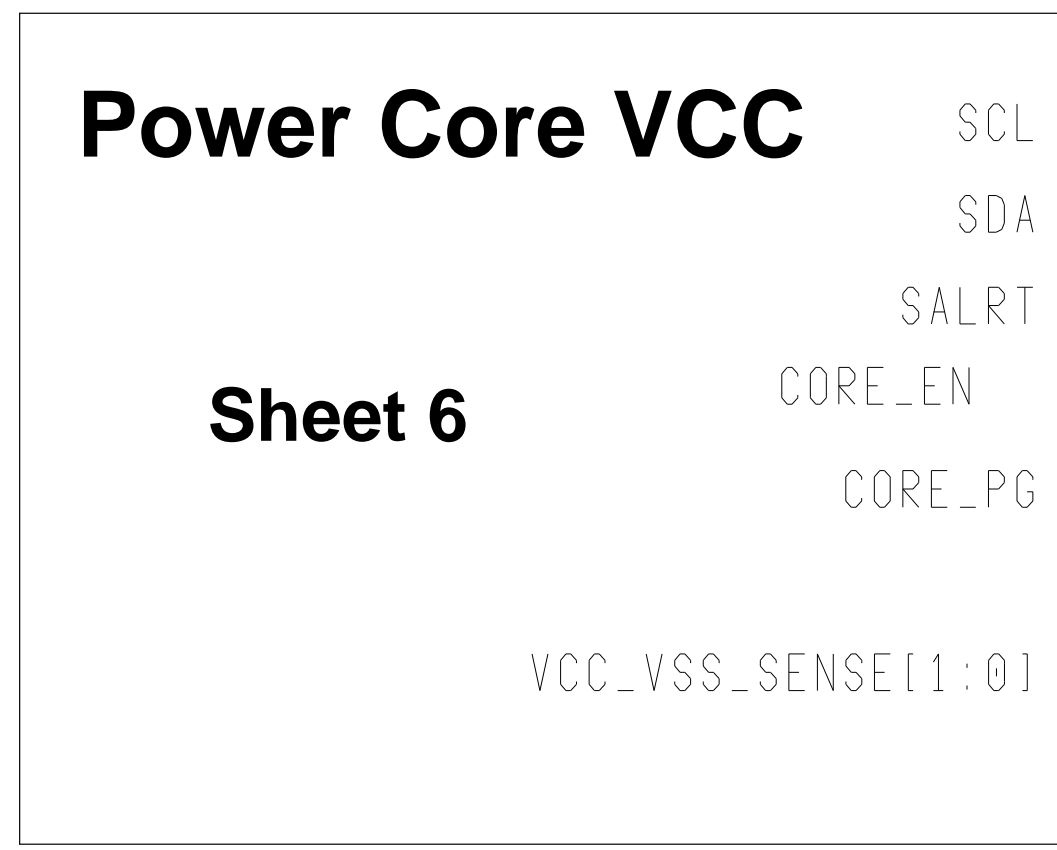 Power Core VCC
SCL
SDA
SALRT
CORE_EN
Sheet 6
CORE_PG
VCC_VSS_SENSE[1:0]